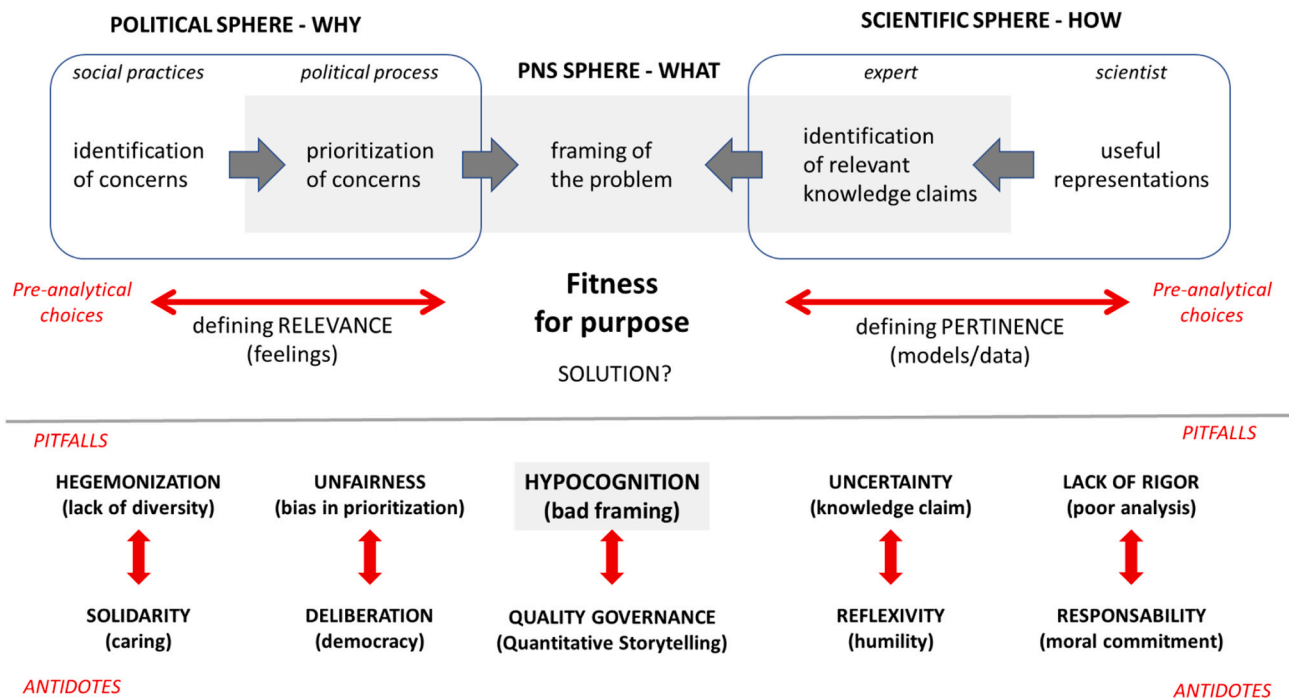 POLITICAL SPHERE - WHY
SCIENTIFIC SPHERE - HOW
PNS SPHERE - WHAT
social practices
political process
expert
scientist
identification
of concerns
prioritization
of concerns
framing of
the problem
identification
of relevant
knowledge claims
useful
representations
Pre-analytical
choices
defining RELEVANCE
(feelings)
Fitness
for purpose
SOLUTION?
defining PERTINENCE
(models/data)
Pre-analytical
choices
PITFALLS
PITFALLS
HEGEMONIZATION
(lack of diversity)
UNFAIRNESS
(bias in prioritization)
HYPOCOGNITION
(bad framing)
UNCERTAINTY
(knowledge claim)
LACK OF RIGOR
(poor analysis)
SOLIDARITY
(caring)
DELIBERATION
(democracy)
QUALITY GOVERNANCE
(Quantitative Storytelling)
REFLEXIVITY
(humility)
RESPONSABILITY
(moral commitment)
ANTIDOTES
ANTIDOTES